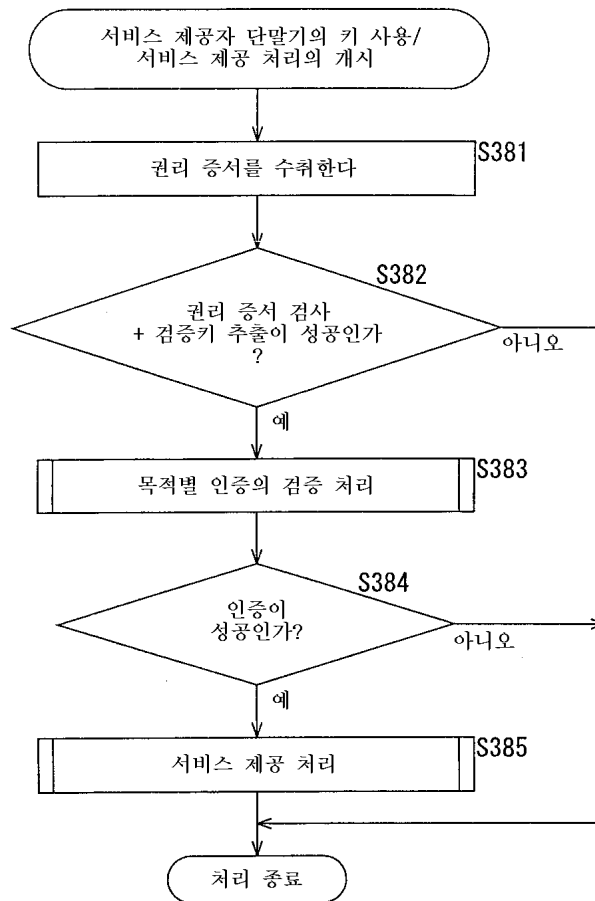 서비스 제공자 단말기의 키 사용/
서비스 제공 처리의 개시
S381
권리 증서를 수취한다
S382
권리 증서 검사
+ 검증키 추출이 성공인가
?
아니오
예
S383
목적별 인증의 검증 처리
S384
인증이
성공인가?
아니오
예
S385
서비스 제공 처리
처리 종료